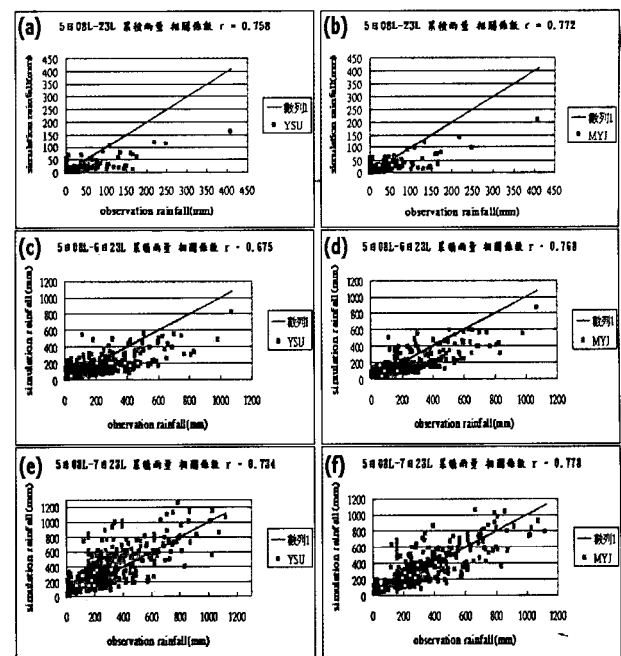 (a) 5日08L-23L 累積雨量 相關係數 r = 0.758
simulation rainfall(mm)
450
400
350
300
250
200
150
100
50
0
0 50 100 150 200 250 300 350 400 450
observation rainfall(mm)
數列1
YSU
(b) 5日08L-23L 累積雨量 相關係數 r = 0.772
simulation rainfall(mm)
450
400
350
300
250
200
150
100
50
0
0 50 100 150 200 250 300 350 400 450
observation rainfall(mm)
數列1
MYJ
(c) 5日08L-6日23L 累積雨量 相關係數 r - 0.675
simulation rainfall(mm)
1200
1000
800
600
400
200
0
0 200 400 600 800 1000 1200
observation rainfall(mm)
數列1
YSU
(d) 5日08L-6日23L 累積雨量 相關係數 r - 0.768
simulation rainfall(mm)
1200
1000
800
600
400
200
0
0 200 400 600 800 1000 1200
observation rainfall(mm)
數列1
MYJ
(e) 5日08L-7日23L 累積雨量 相關係數 r - 0.734
simulation rainfall(mm)
1200
1000
800
600
400
200
0
0 200 400 600 800 1000 1200
observation rainfall(mm)
數列1
YSU
(f) 5日08L-7日23L 累積雨量 相關係數 r - 0.778
simulation rainfall(mm)
1200
1000
800
600
400
200
0
0 200 400 600 800 1000 1200
observation rainfall(mm)
數列1
MYJ